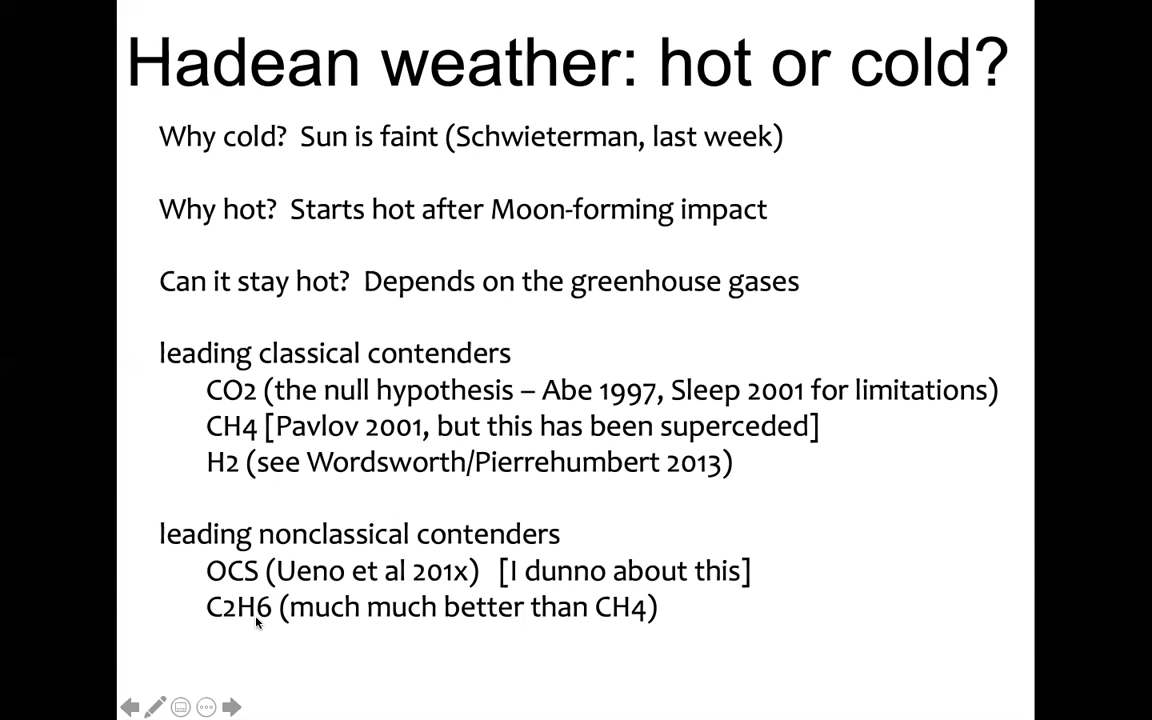 Hadean weather: hot or cold?
Why cold?  Sun is faint (Schwieterman, last week)
Why hot?  Starts hot after Moon-forming impact
Can it stay hot?  Depends on the greenhouse gases
leading classical contenders
CO2 (the null hypothesis – Abe 1997, Sleep 2001 for limitations)
CH4 [Pavlov 2001, but this has been superceded]
H2 (see Wordsworth/Pierrehumbert 2013)
leading nonclassical contenders
OCS (Ueno et al 201x)  [I dunno about this]
C2H6 (much much better than CH4)